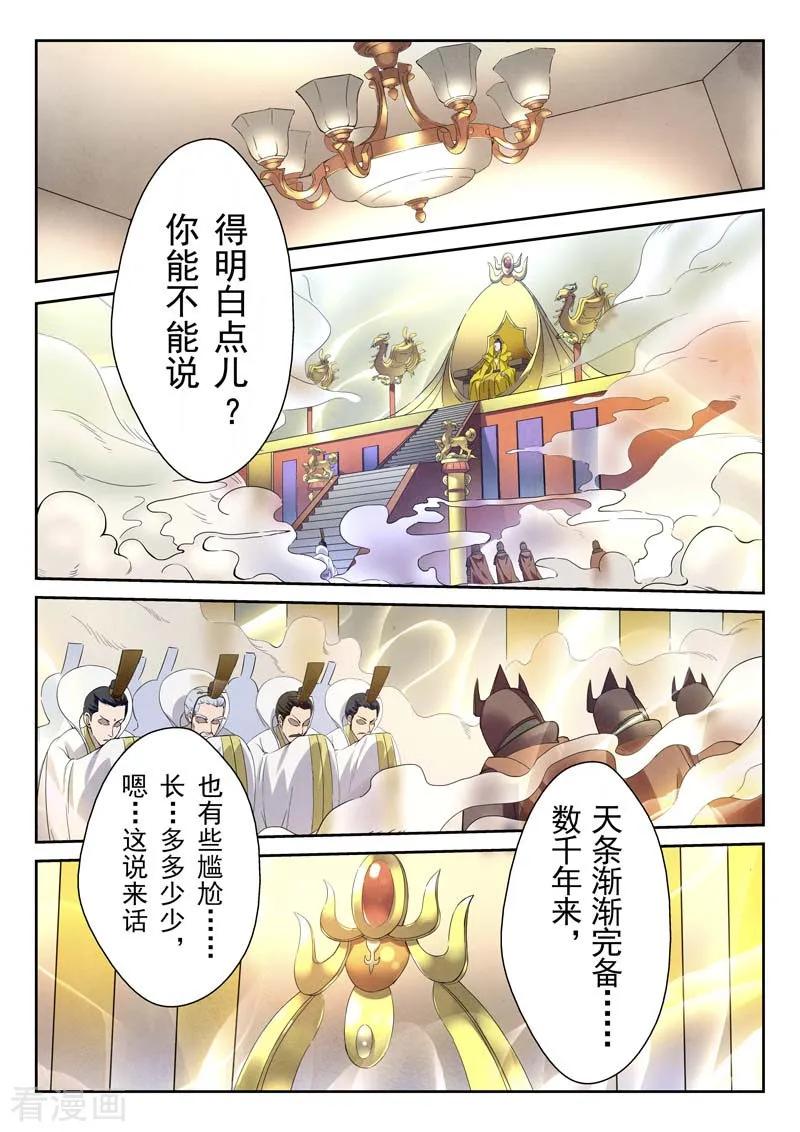 你能不能说
得明白点儿？
嗯…这说来话
长…多多少少，
也有些尴尬……
数千年来，
天条渐渐完备……
看漫画